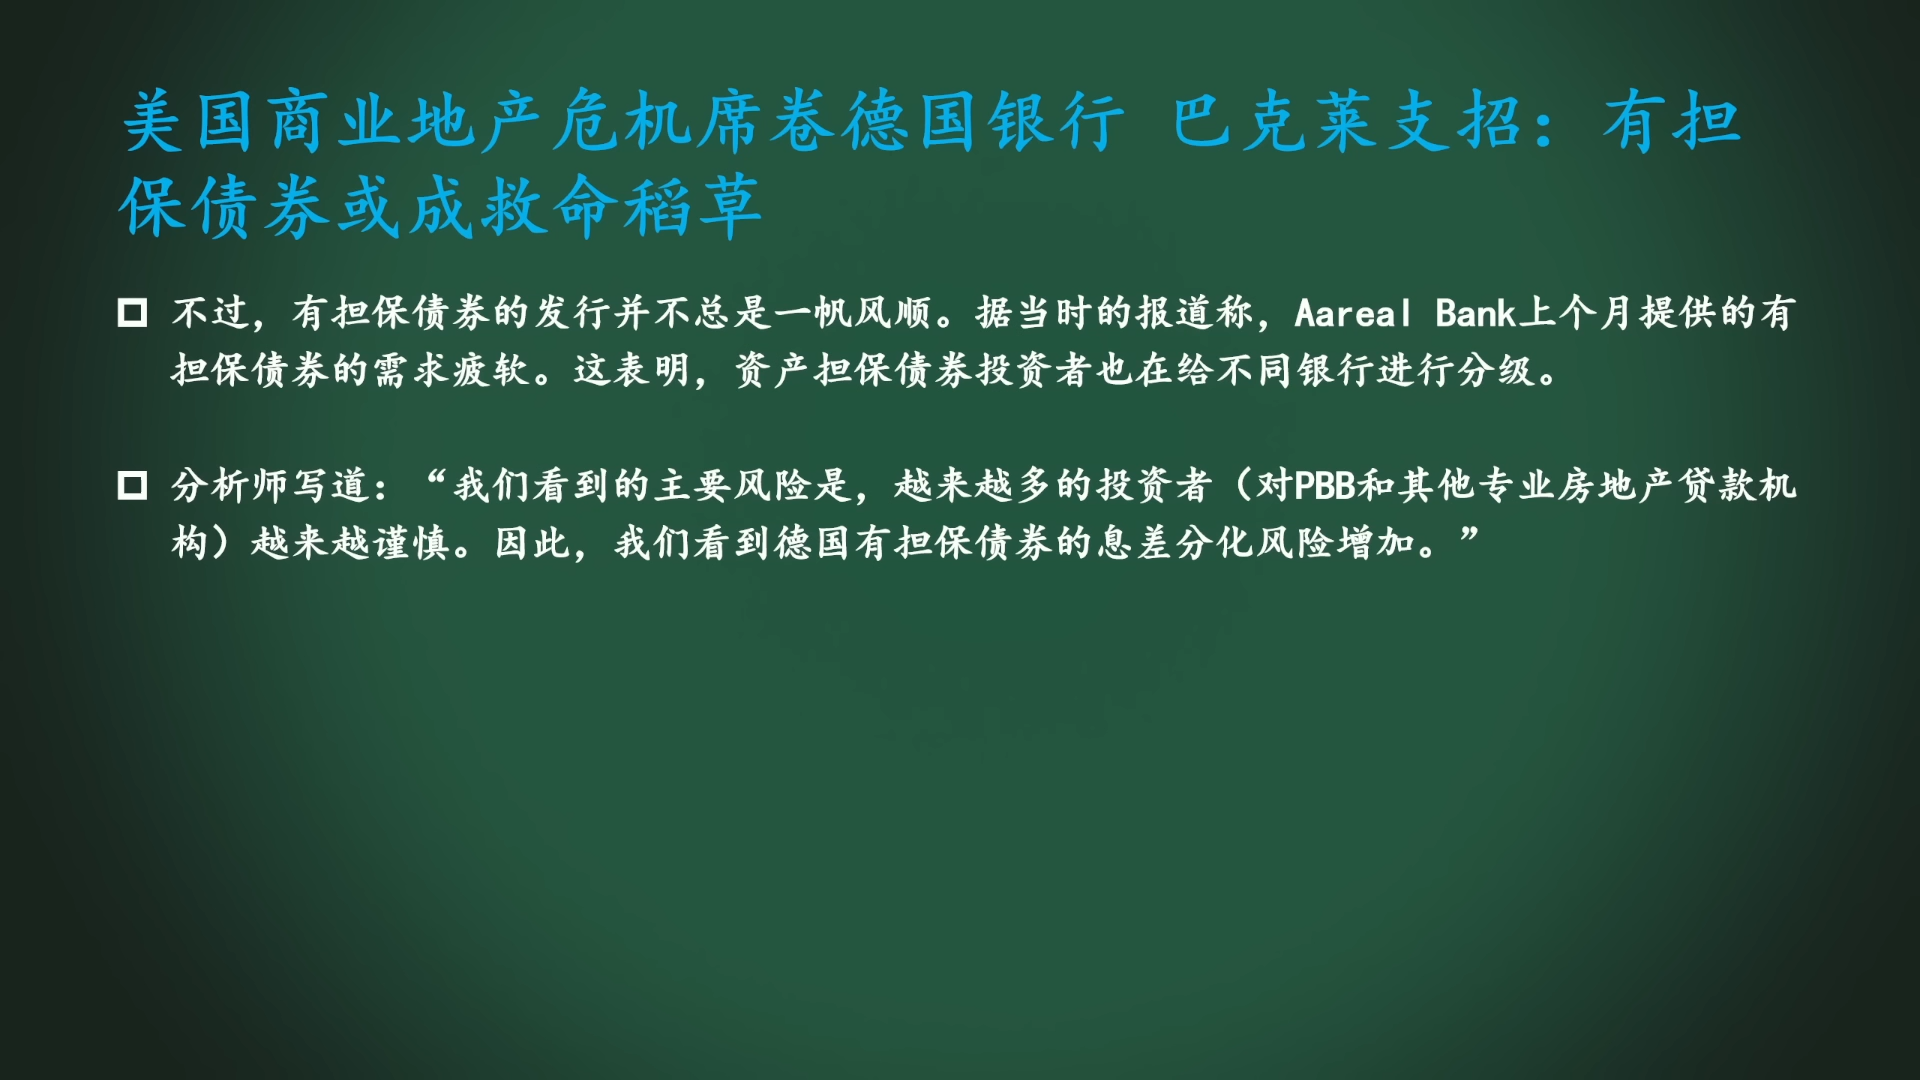 美国商业地产危机席卷德国银行 巴克莱支招：有担
保债券或成救命稻草
不过，有担保债券的发行并不总是一帆风顺。据当时的报道称，Aareal Bank上个月提供的有
担保债券的需求疲软。这表明，资产担保债券投资者也在给不同银行进行分级。
分析师写道：“我们看到的主要风险是，越来越多的投资者（对PBB和其他专业房地产贷款机
构）越来越谨慎。因此，我们看到德国有担保债券的息差分化风险增加。”